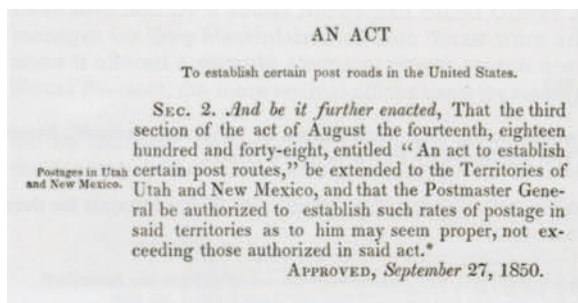 AN ACT
To establish certain post roads in the United States.
SEC. 2. And be it further enacted, That the third
section of the act of August the fourteenth, eighteen
hundred and forty-eight, entitled “ An act to establish
Postages in Utah certain post routes,” be extended to the Territories of
and New Mexico. Utah and New Mexico, and that the Postmaster Gene-
ral be authorized to establish such rates of postage in
said territories as to him may seem proper, not ex-
ceeding those authorized in said act.*
APPROVED, September 27, 1850.